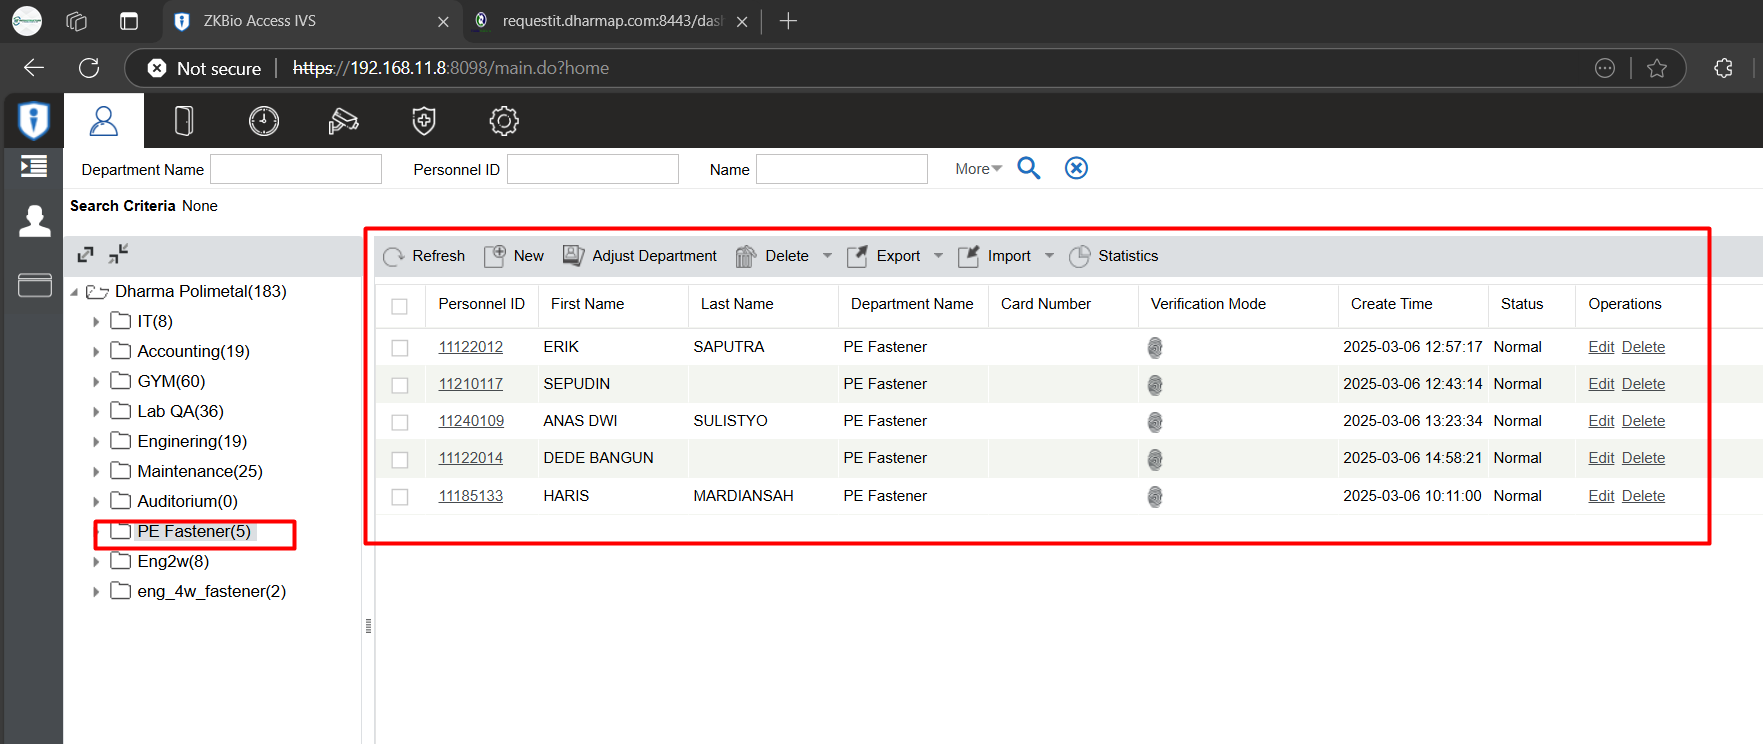 ZKBio Access IVS
requestit.dharmap.com:8443/das
Not secure https://192.168.11.8:8098/main.do?home
Department Name Personnel ID Name More
Search Criteria None
Refresh New Adjust Department Delete Export Import Statistics
Dharma Polimetal(183)
IT(8)
Accounting(19)
GYM(60)
Lab QA(36)
Enginering(19)
Maintenance(25)
Auditorium(0)
PE Fastener(5)
Eng2w(8)
eng_4w_fastener(2)
Personnel ID First Name Last Name Department Name Card Number Verification Mode Create Time Status Operations
11122012 ERIK SAPUTRA PE Fastener 2025-03-06 12:57:17 Normal Edit Delete
11210117 SEPUDIN PE Fastener 2025-03-06 12:43:14 Normal Edit Delete
11240109 ANAS DWI SULISTYO PE Fastener 2025-03-06 13:23:34 Normal Edit Delete
11122014 DEDE BANGUN PE Fastener 2025-03-06 14:58:21 Normal Edit Delete
11185133 HARIS MARDIANSAH PE Fastener 2025-03-06 10:11:00 Normal Edit Delete